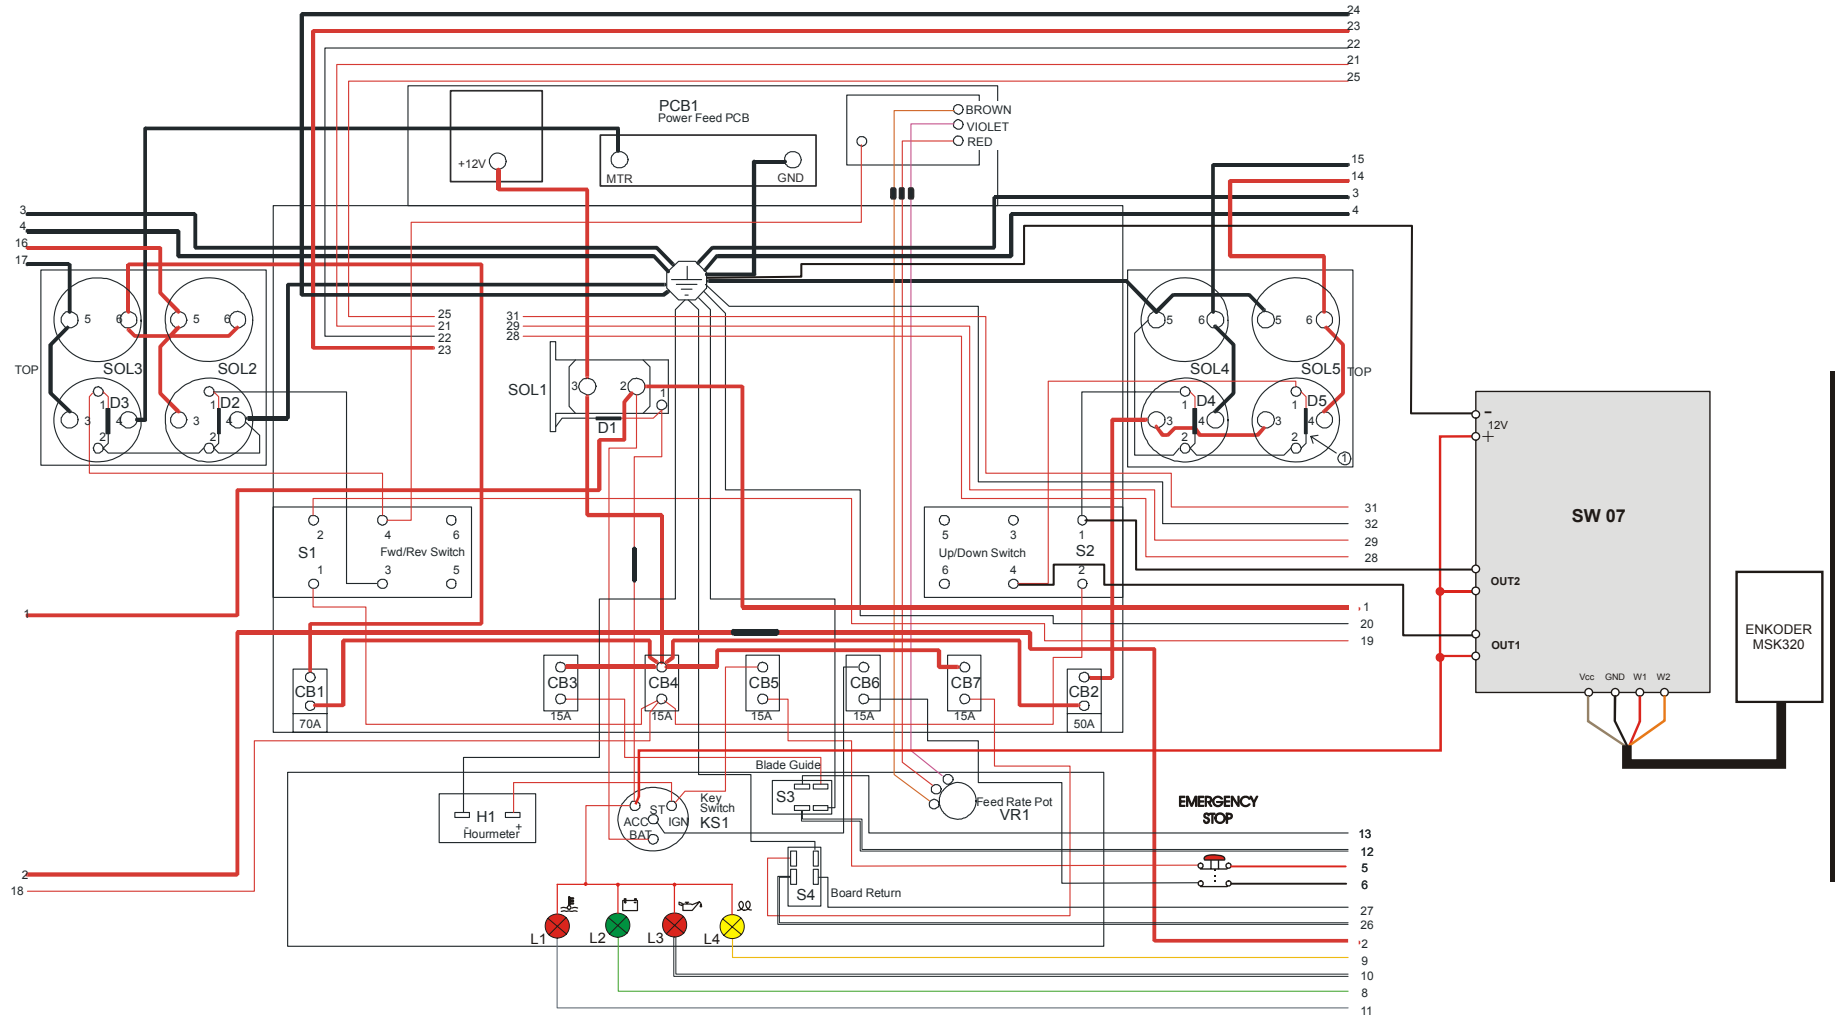 24
23
22
21
25
PCB1
Power Feed PCB
BROWN
VIOLET
RED
+12V
MTR
GND
15
14
3
4
3
4
16
17
5
6
5
6
SOL3
SOL2
TOP
3
1
D3
4
2
3
1
D2
4
2
25
21
22
23
31
29
28
SOL1
3
2
1
D1
5
6
5
6
SOL4
SOL5
TOP
3
1
D4
4
2
3
1
D5
4
2
1
-
12V
+
SW 07
OUT2
OUT1
Vcc
GND
W1
W2
ENKODER
MSK320
2
4
6
S1
Fwd/Rev Switch
1
3
5
5
3
1
Up/Down Switch
S2
6
4
2
31
32
29
28
1
1
20
19
CB1
70A
CB3
15A
CB4
15A
CB5
15A
CB6
15A
CB7
15A
CB2
50A
Blade Guide
S3
H1
- +
Hourmeter
ST
ACC
IGN
BAT
Key
Switch
KS1
Feed Rate Pot
VR1
EMERGENCY
STOP
13
12
5
6
2
18
S4
Board Return
27
26
2
9
10
8
11
L1
L2
L3
L4